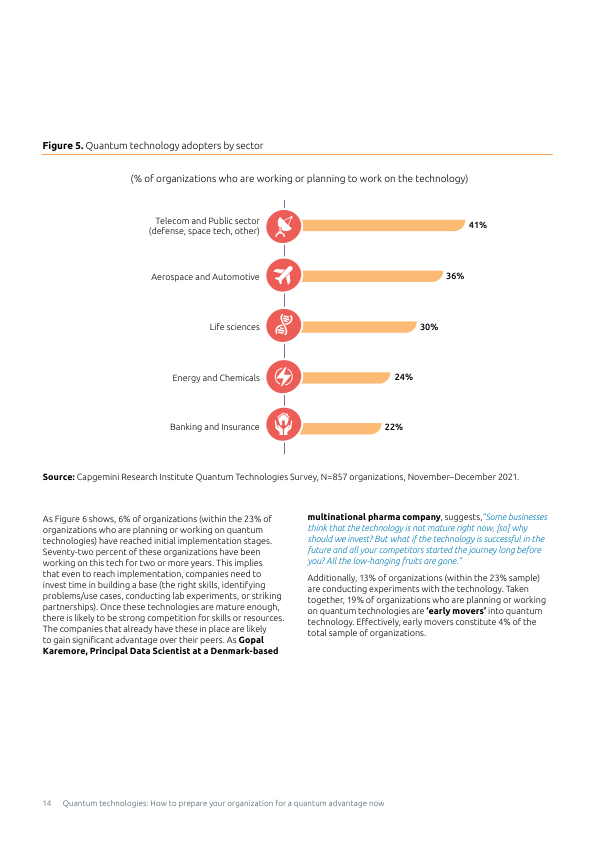 Figure 5. Quantum technology adopters by sector
(% of organizations who are working or planning to work on the technology)
Telecom and Public sector
(defense, space tech, other)
41%
Aerospace and Automotive
36%
Life sciences
30%
Energy and Chemicals
24%
Banking and Insurance
22%
Source: Capgemini Research Institute Quantum Technologies Survey, N=857 organizations, November–December 2021.
As Figure 6 shows, 6% of organizations (within the 23% of
organizations who are planning or working on quantum
technologies) have reached initial implementation stages.
Seventy-two percent of these organizations have been
working on this tech for two or more years. This implies
that even to reach implementation, companies need to
invest time in building a base (the right skills, identifying
problems/use cases, conducting lab experiments, or striking
partnerships). Once these technologies are mature enough,
there is likely to be strong competition for skills or resources.
The companies that already have these in place are likely
to gain significant advantage over their peers. As Gopal
Karemore, Principal Data Scientist at a Denmark-based
multinational pharma company, suggests,“Some businesses
think that the technology is not mature right now, [so] why
should we invest? But what if the technology is successful in the
future and all your competitors started the journey long before
you? All the low-hanging fruits are gone.”
Additionally, 13% of organizations (within the 23% sample)
are conducting experiments with the technology. Taken
together, 19% of organizations who are planning or working
on quantum technologies are ‘early movers’ into quantum
technology. Effectively, early movers constitute 4% of the
total sample of organizations.
14 Quantum technologies: How to prepare your organization for a quantum advantage now